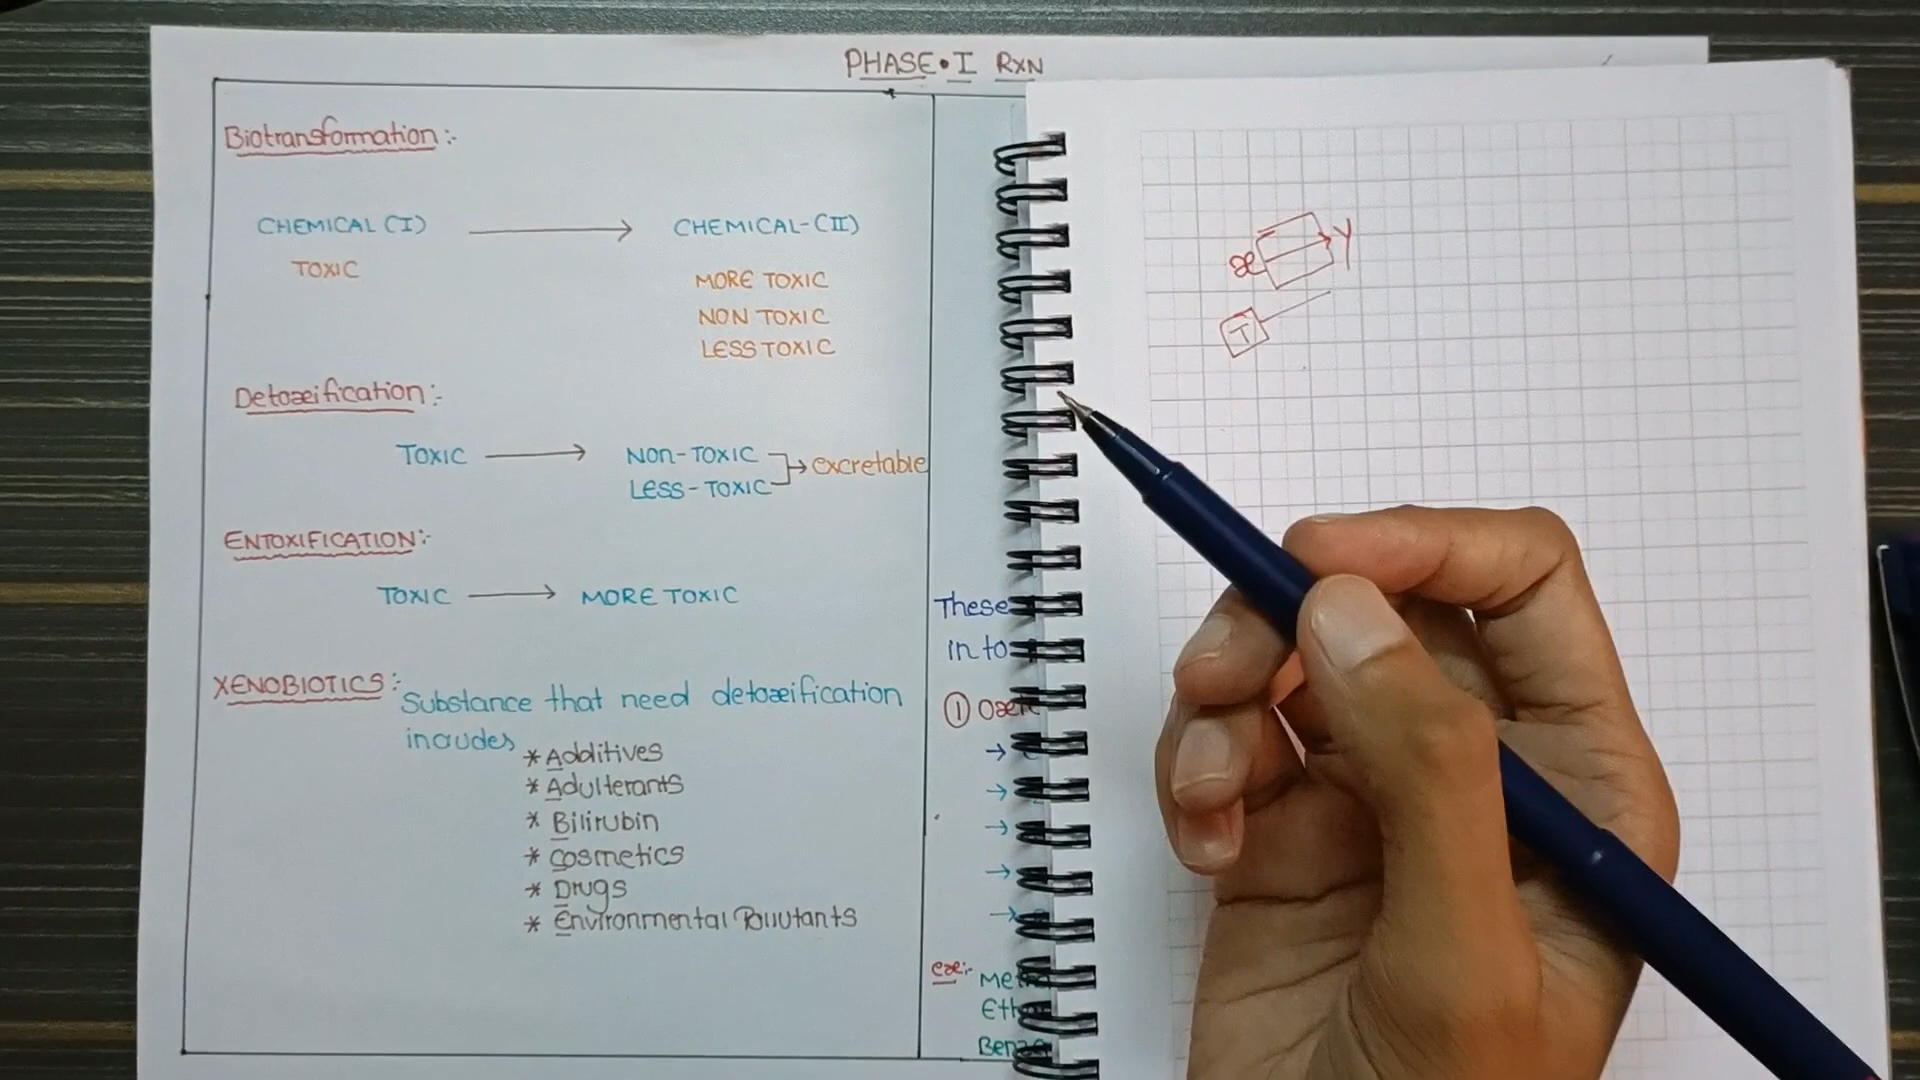 PHASE•I RXN
Biotransformation:-
CHEMICAL (I) → CHEMICAL-(II)
TOXIC
MORE TOXIC
NON TOXIC
LESS TOXIC
Detoxification:-
TOXIC → NON-TOXIC
LESS-TOXIC → excretable
ENTOXIFICATION:-
TOXIC → MORE TOXIC
XENOBIOTICS:-
Substance that need detoxification
incudes
* Additives
* Adulterants
* Bilirubin
* Cosmetics
* Drugs
* Environmental Pollutants
These
in to
①
→
→
→
→
→
ex:-
x → y
T